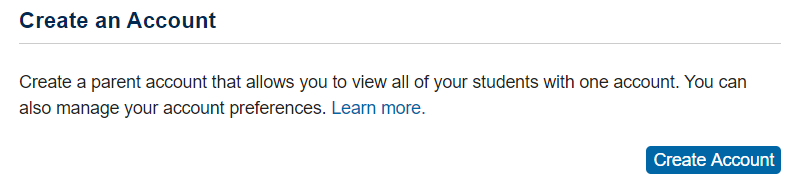 Create an Account
Create a parent account that allows you to view all of your students with one account. You can
also manage your account preferences. Learn more.
Create Account